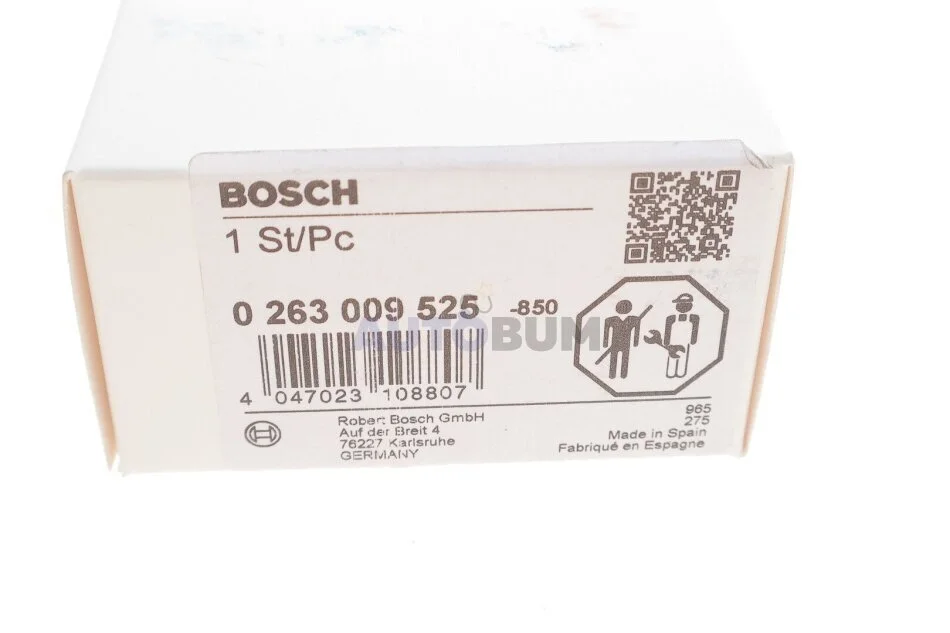 BOSCH
1 St/Pc
0 263 009 525 -850
AUTOBUM
4 047023 108807
Robert Bosch GmbH
Auf der Breit 4
76227 Karlsruhe
GERMANY
965
275
Made in Spain
Fabriqué en Espagne